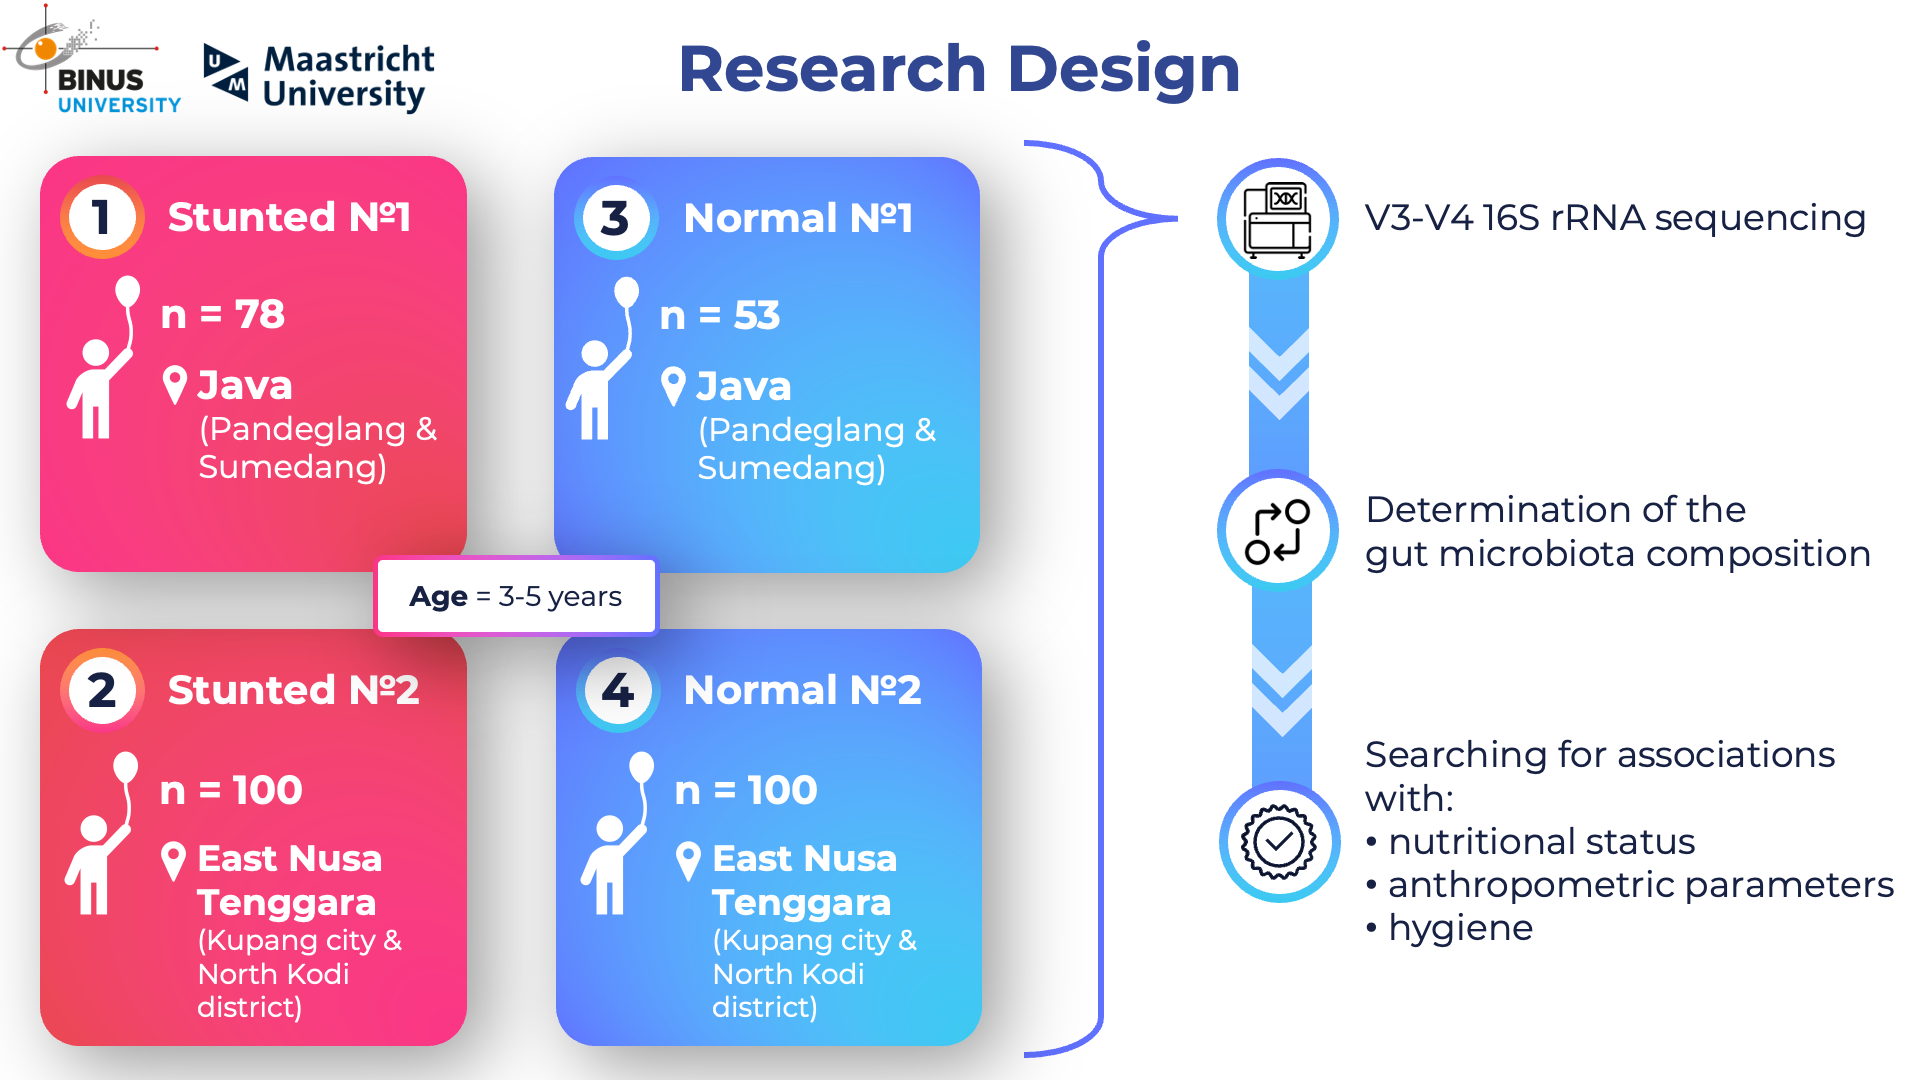 BINUS
UNIVERSITY
UM
Maastricht
University
Research Design
1
Stunted №1
n = 78
Java
(Pandeglang &
Sumedang)
3
Normal №1
n = 53
Java
(Pandeglang &
Sumedang)
Age = 3-5 years
2
Stunted №2
n = 100
East Nusa
Tenggara
(Kupang city &
North Kodi
district)
4
Normal №2
n = 100
East Nusa
Tenggara
(Kupang city &
North Kodi
district)
V3-V4 16S rRNA sequencing
Determination of the
gut microbiota composition
Searching for associations
with:
• nutritional status
• anthropometric parameters
• hygiene